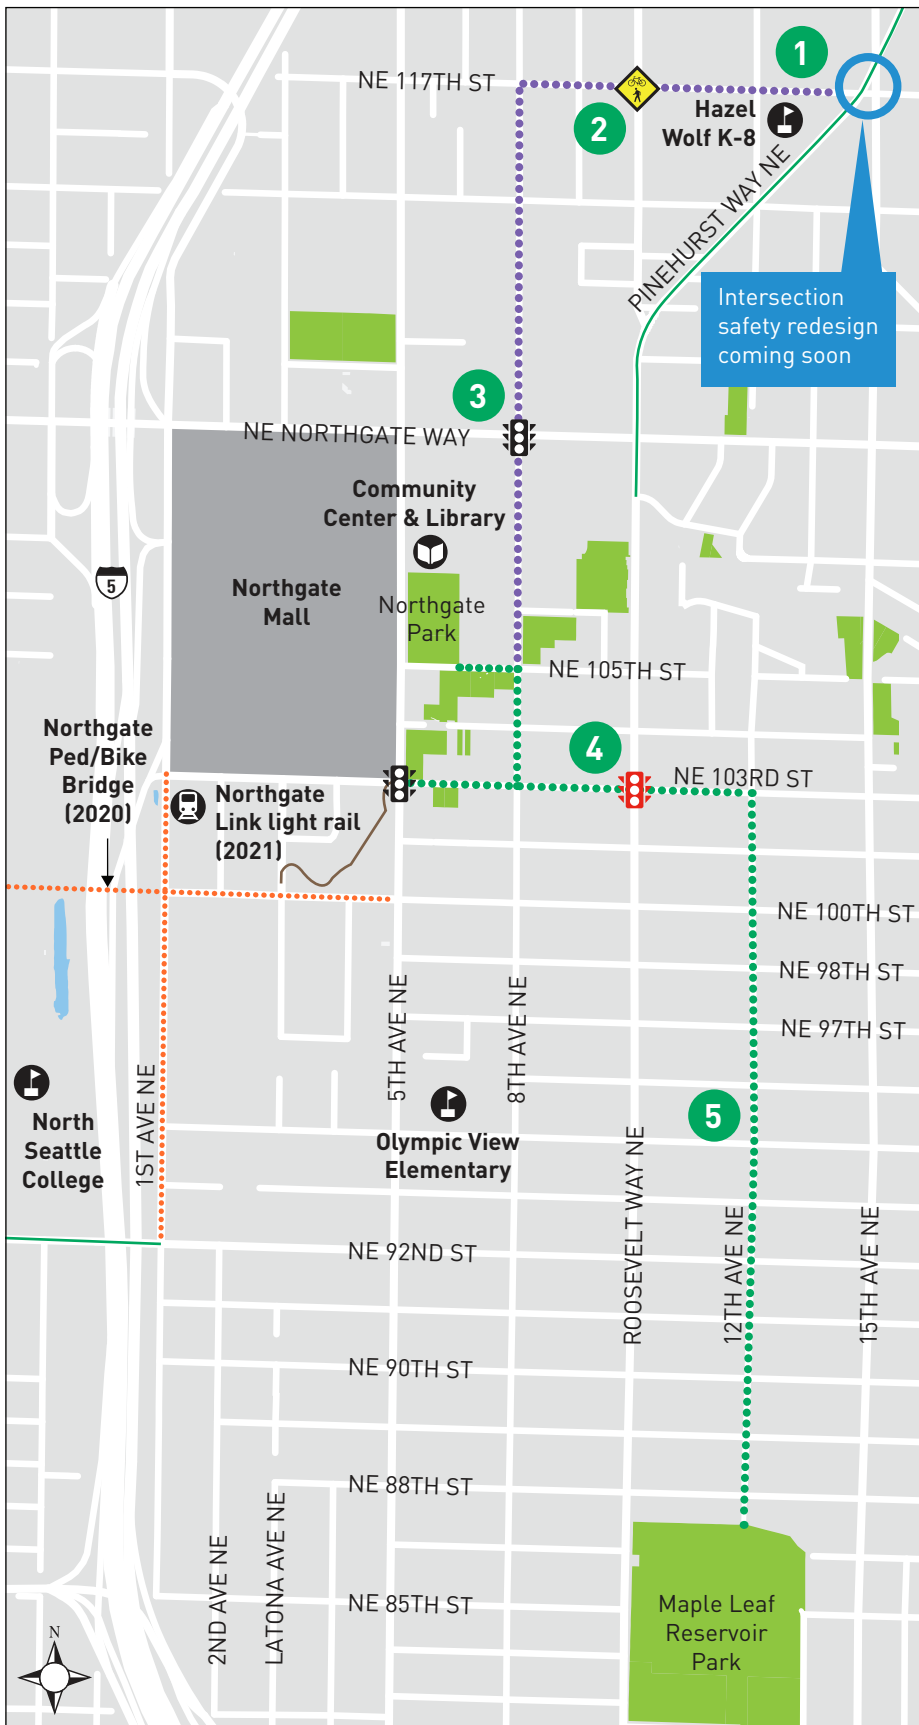 1
NE 117TH ST
2
Hazel
Wolf K-8
PINEHURST WAY NE
Intersection
safety redesign
coming soon
3
NE NORTHGATE WAY
Community
Center & Library
5
Northgate
Mall
Northgate
Park
NE 105TH ST
Northgate
Ped/Bike
Bridge
(2020)
4
NE 103RD ST
Northgate
Link light rail
(2021)
NE 100TH ST
NE 98TH ST
NE 97TH ST
5TH AVE NE
8TH AVE NE
1ST AVE NE
North
Seattle
College
Olympic View
Elementary
5
ROOSEVELT WAY NE
12TH AVE NE
15TH AVE NE
NE 92ND ST
NE 90TH ST
NE 88TH ST
2ND AVE NE
LATONA AVE NE
NE 85TH ST
Maple Leaf
Reservoir
Park
N